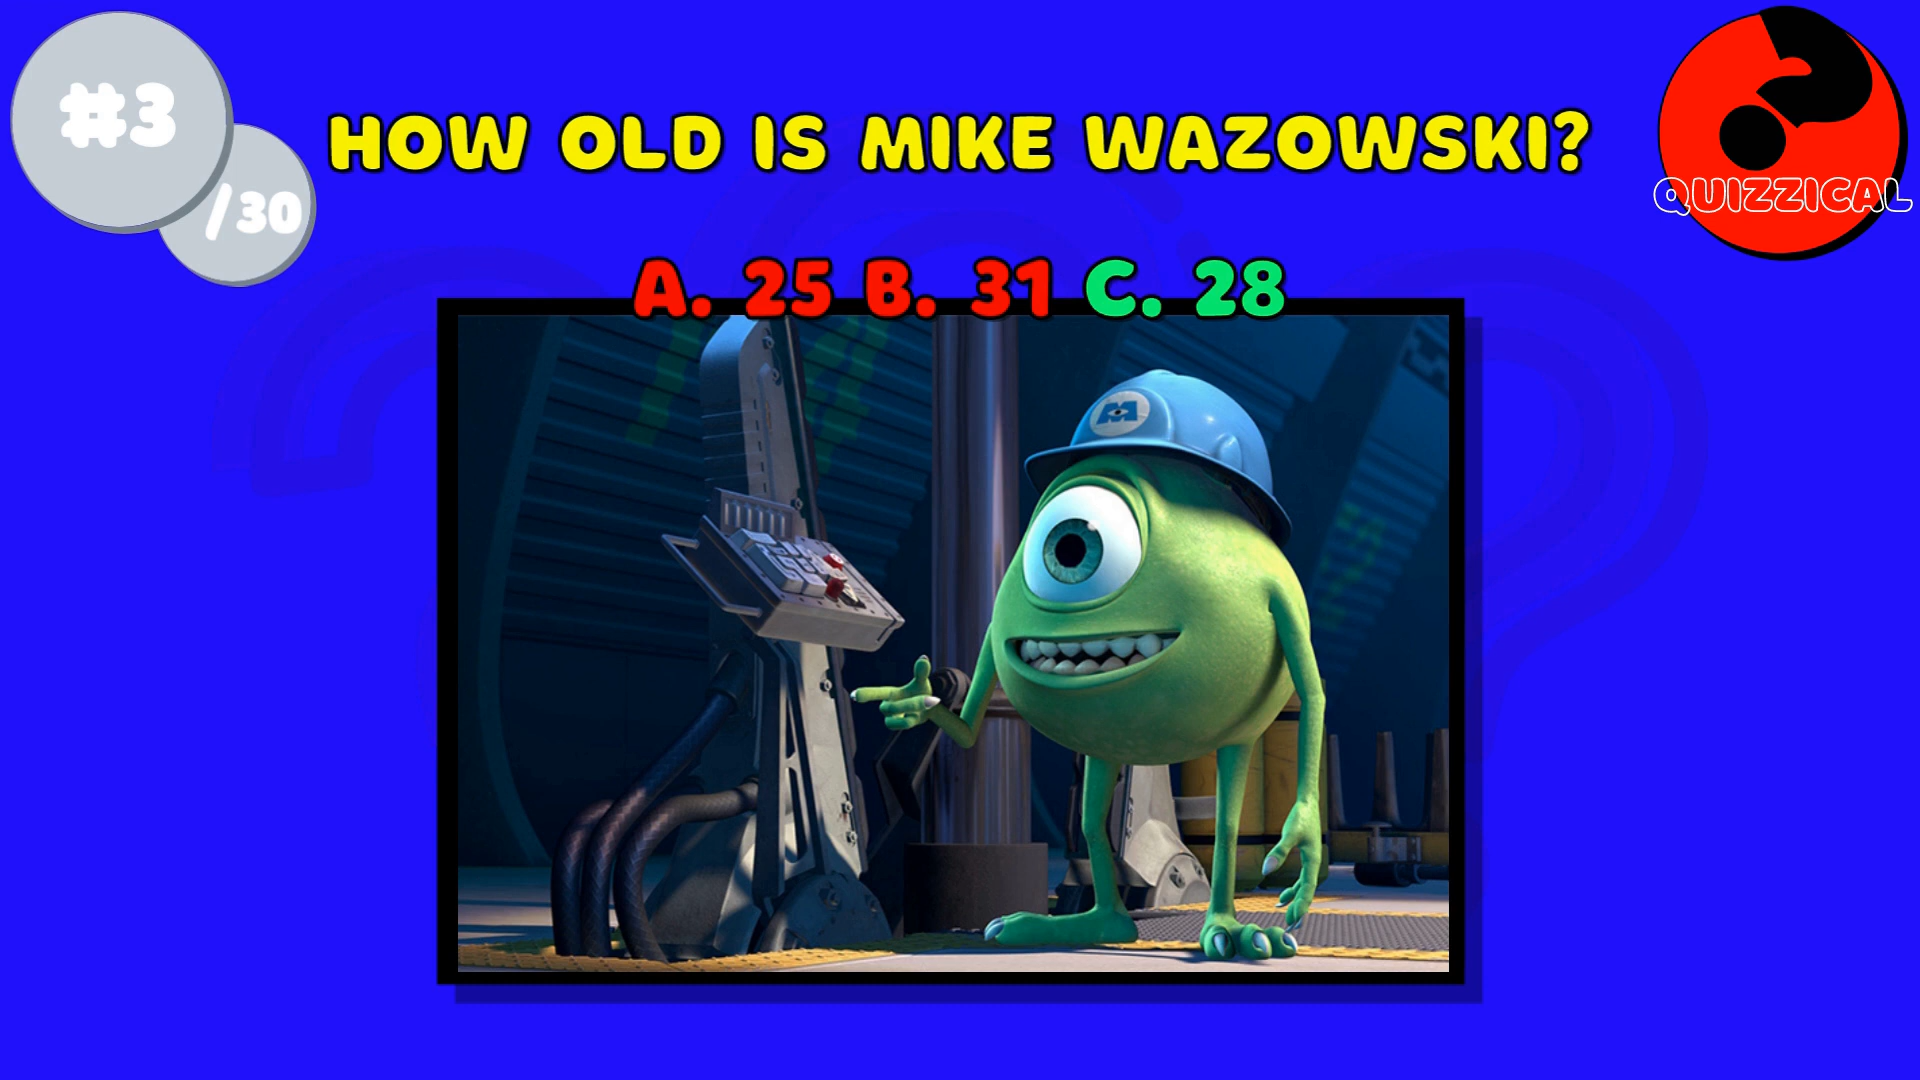 #3
/30
HOW OLD IS MIKE WAZOWSKI?
QUIZZICAL
A. 25 B. 31 C. 28
M